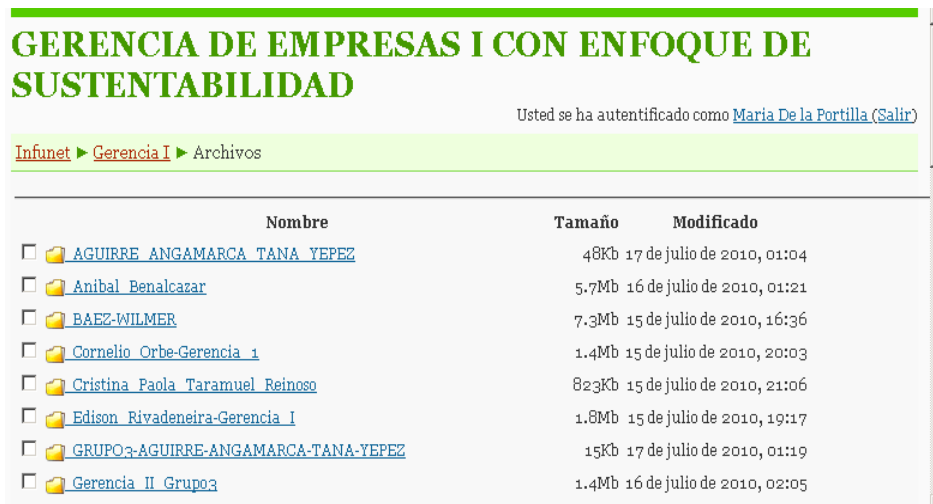 GERENCIA DE EMPRESAS I CON ENFOQUE DE
SUSTENTABILIDAD
Usted se ha autentificado como Maria De la Portilla (Salir)
Infunet ► Gerencia I ► Archivos
Nombre Tamaño Modificado
AGUIRRE_ANGAMARCA_TANA_YEPEZ 48Kb 17 de julio de 2010, 01:04
Anibal_Benalcazar 5.7Mb 16 de julio de 2010, 01:21
BAEZ-WILMER 7.3Mb 15 de julio de 2010, 16:36
Cornelio_Orbe-Gerencia_1 1.4Mb 15 de julio de 2010, 20:03
Cristina_Paola_Taramuel_Reinoso 823Kb 15 de julio de 2010, 21:06
Edison_Rivadeneira-Gerencia_I 1.8Mb 15 de julio de 2010, 19:17
GRUPO3-AGUIRRE-ANGAMARCA-TANA-YEPEZ 15Kb 17 de julio de 2010, 01:19
Gerencia_II_Grupo3 1.4Mb 16 de julio de 2010, 02:05